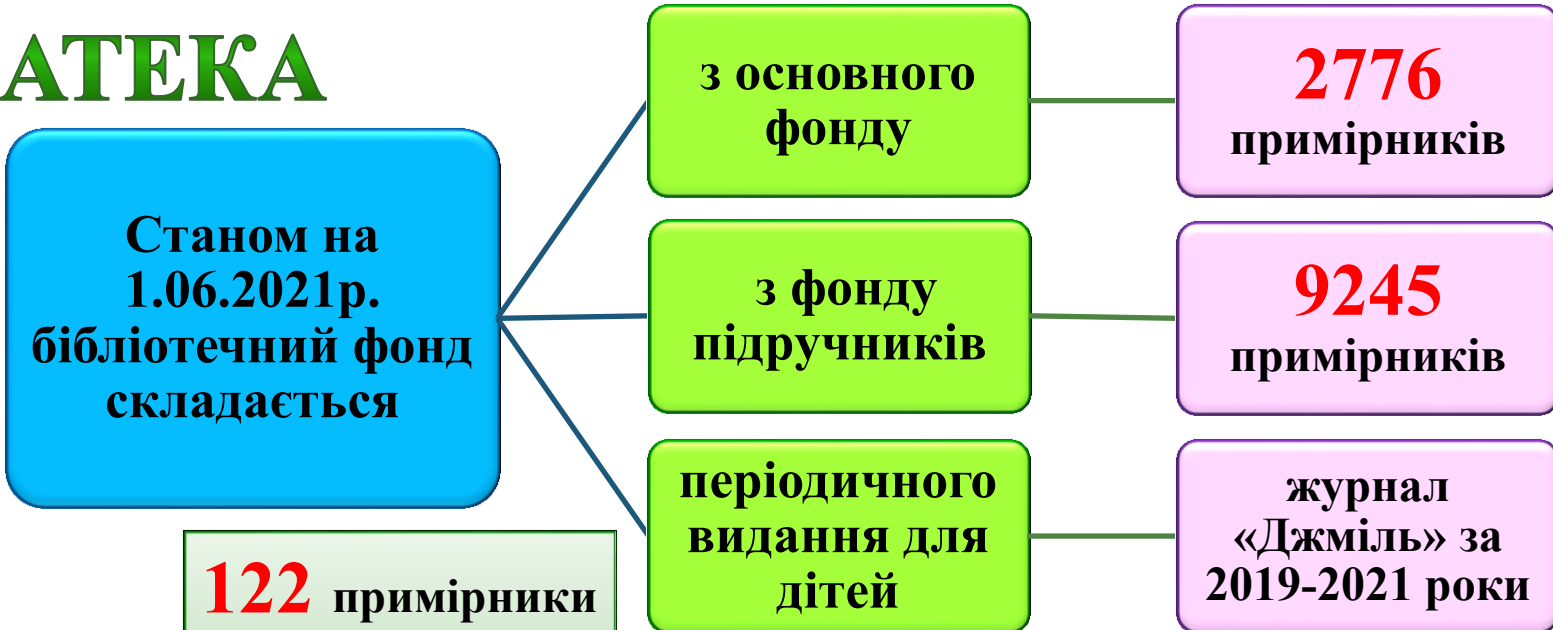 АТЕКА
Станом на
1.06.2021р.
бібліотечний фонд
складається
з основного
фонду
2776
примірників
з фонду
підручників
9245
примірників
періодичного
видання для
дітей
журнал
«Джміль» за
2019-2021 роки
122 примірники